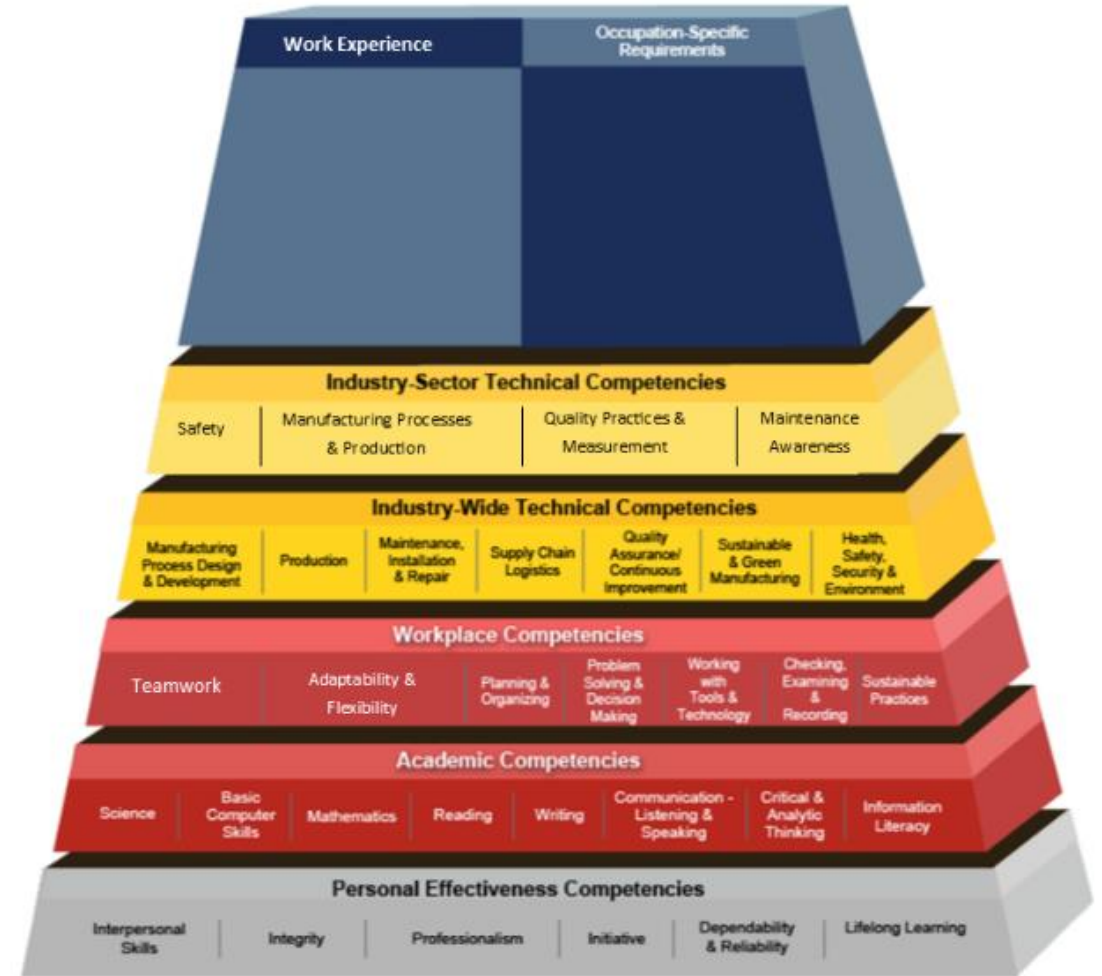 Work Experience
Occupation-Specific
Requirements
Industry-Sector Technical Competencies
Safety
Manufacturing Processes
& Production
Quality Practices &
Measurement
Maintenance
Awareness
Industry-Wide Technical Competencies
Manufacturing
Process Design
& Development
Production
Maintenance,
Installation
& Repair
Supply Chain
Logistics
Quality
Assurance/
Continuous
Improvement
Sustainable
& Green
Manufacturing
Health,
Safety,
Security &
Environment
Workplace Competencies
Teamwork
Adaptability &
Flexibility
Planning &
Organizing
Problem
Solving &
Decision
Making
Working
with
Tools &
Technology
Checking,
Examining
&
Recording
Sustainable
Practices
Academic Competencies
Science
Basic
Computer
Skills
Mathematics
Reading
Writing
Communication -
Listening &
Speaking
Critical &
Analytic
Thinking
Information
Literacy
Personal Effectiveness Competencies
Interpersonal
Skills
Integrity
Professionalism
Initiative
Dependability
& Reliability
Lifelong Learning